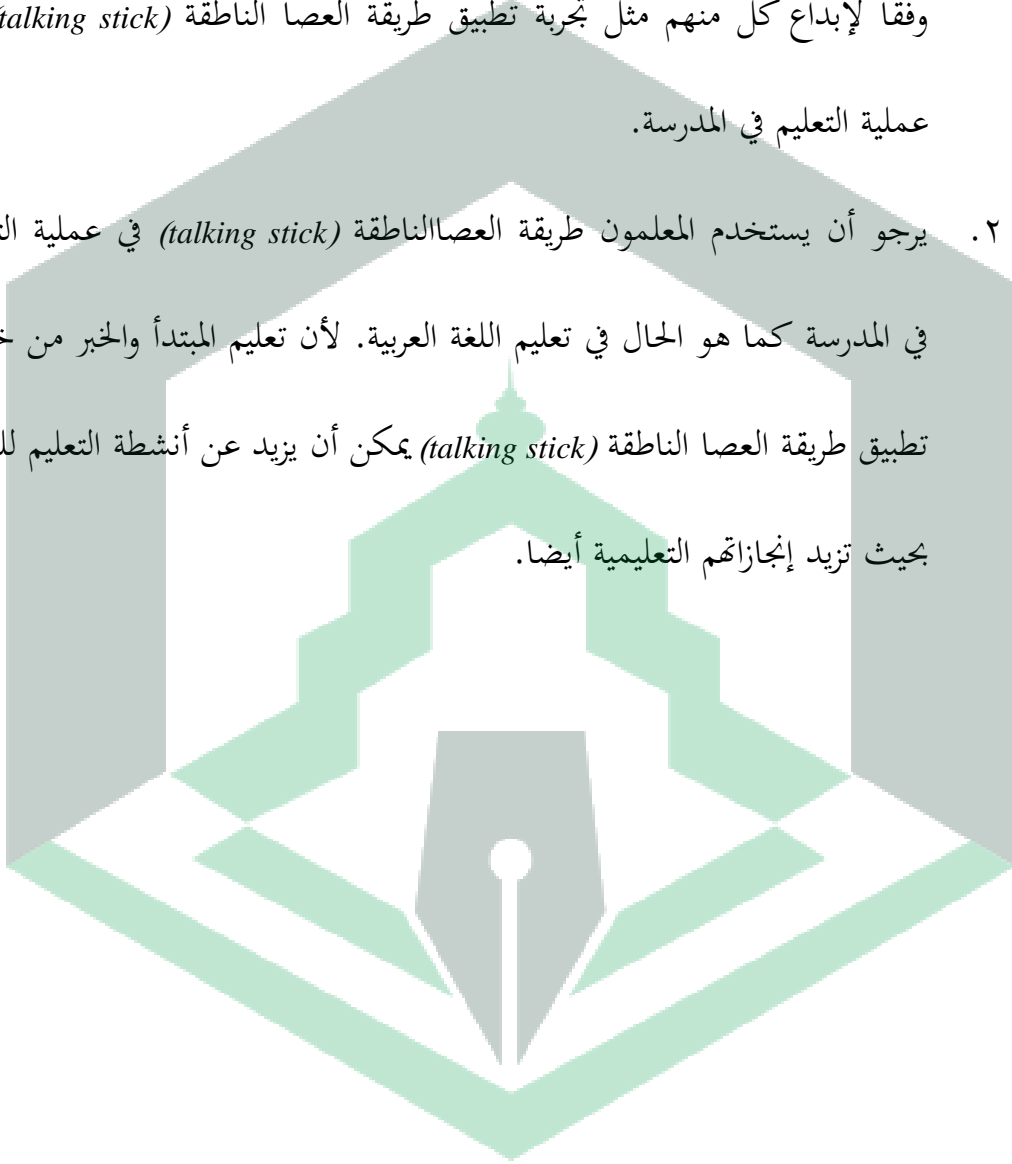 وفقا لإبداع كل منهم مثل تجربة تطبيق طريقة العصا الناطقة (talking stick)
عملية التعليم في المدرسة.
٢. يرجو أن يستخدم المعلمون طريقة العصاالناطقة (talking stick) في عملية
في المدرسة كما هو الحال في تعليم اللغة العربية. لأن تعليم المبتدأ والخبر من
تطبيق طريقة العصا الناطقة (talking stick) يمكن أن يزيد عن أنشطة التعليم
بحيث تزيد إنجازاتهم التعليمية أيضا.